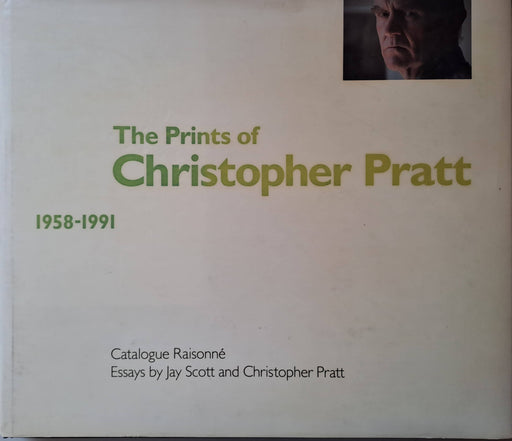 The Prints of
Christopher Pratt
1958-1991
Catalogue Raisonné
Essays by Jay Scott and Christopher Pratt